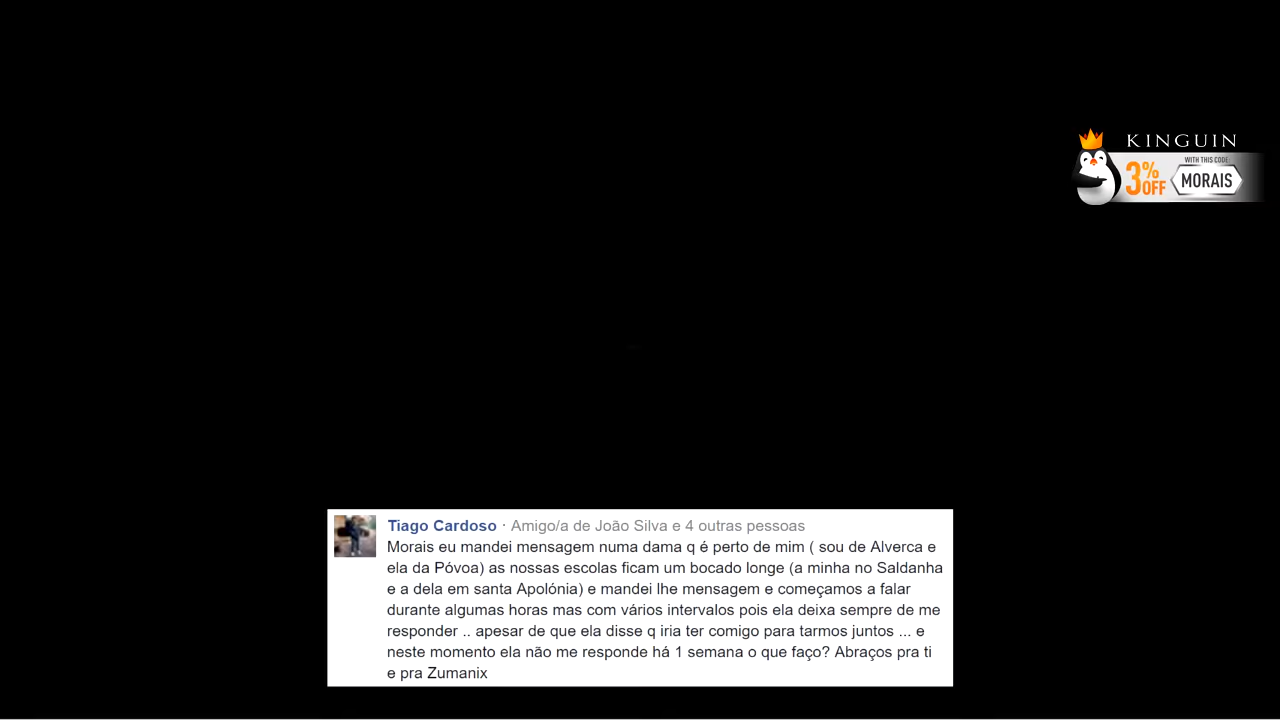 KINGUIN
3% OFF
WITH THIS CODE:
MORAIS
Tiago Cardoso · Amigo/a de João Silva e 4 outras pessoas
Morais eu mandei mensagem numa dama q é perto de mim ( sou de Alverca e
ela da Póvoa) as nossas escolas ficam um bocado longe (a minha no Saldanha
e a dela em santa Apolónia) e mandei lhe mensagem e começamos a falar
durante algumas horas mas com vários intervalos pois ela deixa sempre de me
responder .. apesar de que ela disse q iria ter comigo para tarmos juntos ... e
neste momento ela não me responde há 1 semana o que faço? Abraços pra ti
e pra Zumanix